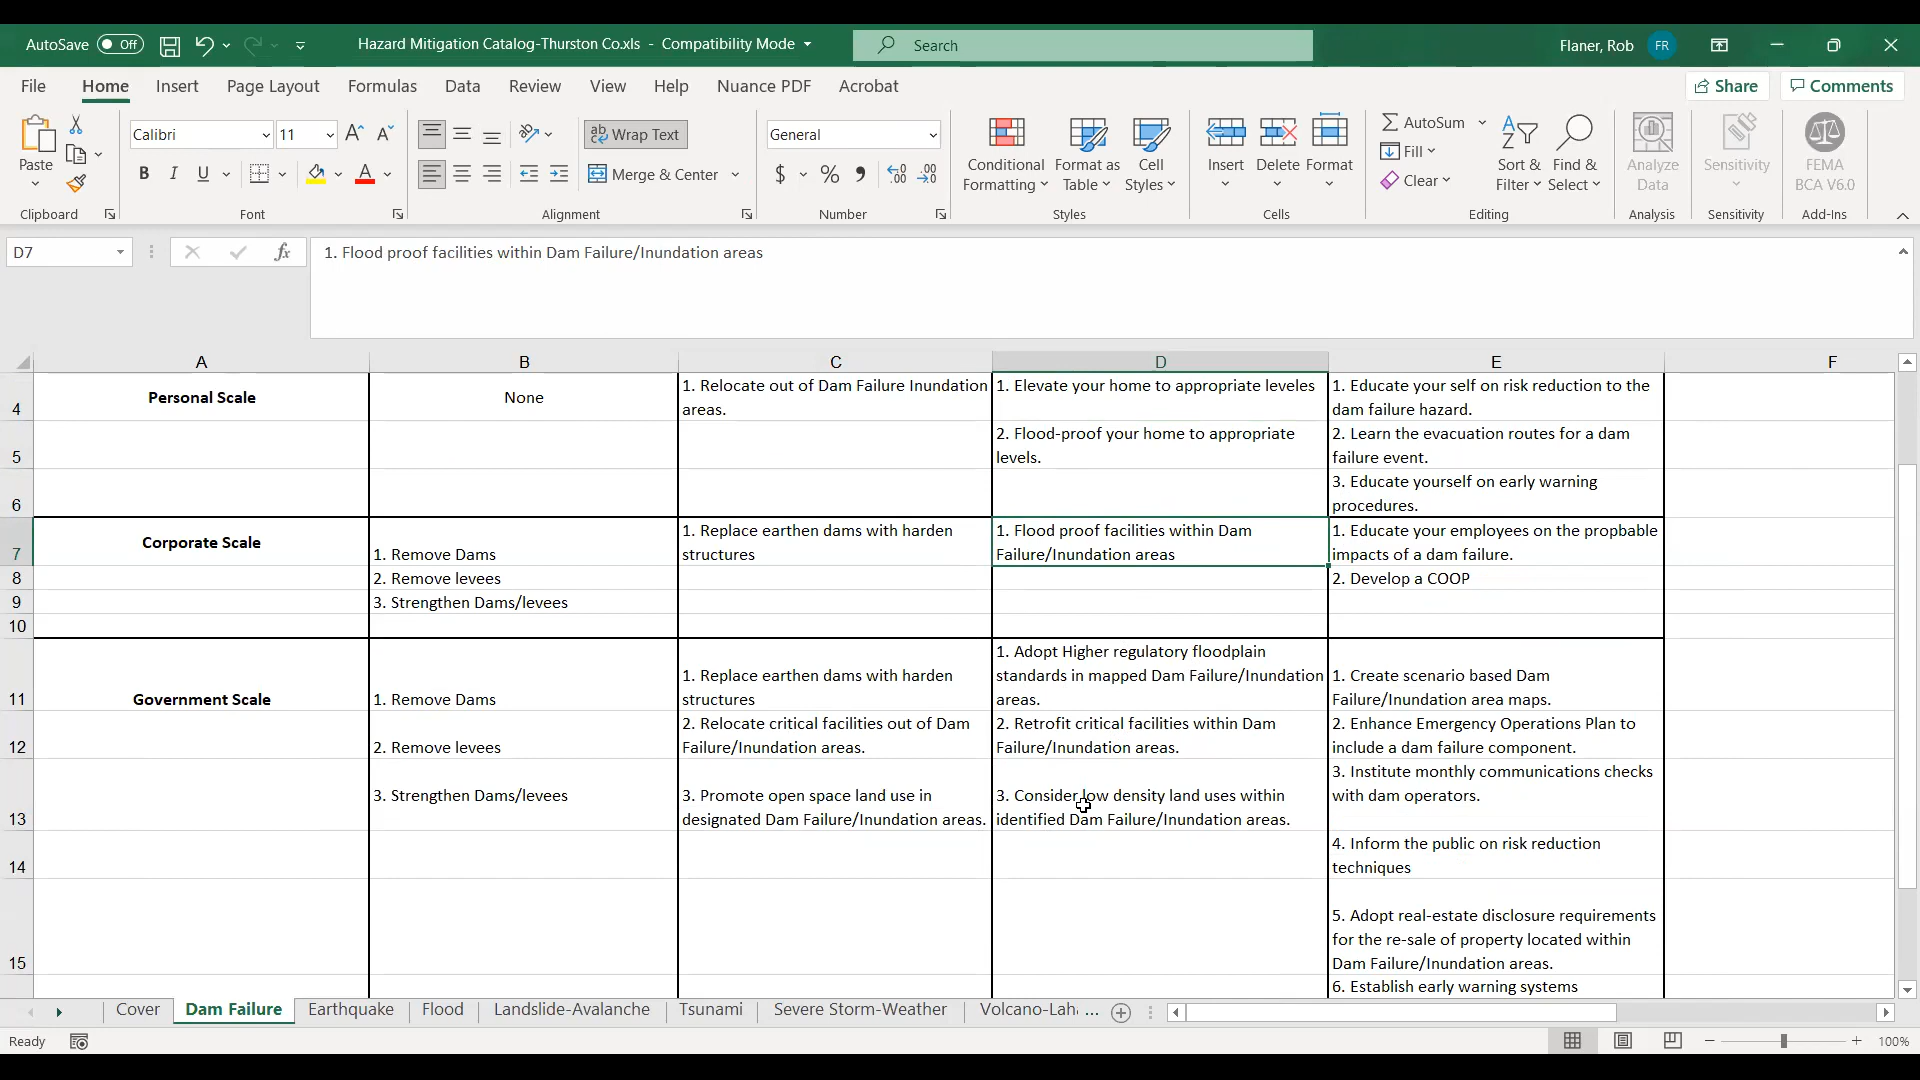 AutoSave Off
Hazard Mitigation Catalog-Thurston Co.xls - Compatibility Mode
Search
Flaner, Rob FR
File Home Insert Page Layout Formulas Data Review View Help Nuance PDF Acrobat
Share Comments
Paste
Clipboard
Calibri 11
B I U A
Font
ab Wrap Text
Merge & Center
Alignment
General
$ % 9
Number
Conditional
Formatting
Format as
Table
Cell
Styles
Styles
Insert
Delete
Format
Cells
AutoSum
Fill
Clear
Sort &
Filter
Find &
Select
Editing
Analyze
Data
Analysis
Sensitivity
Sensitivity
FEMA
BCA V6.0
Add-Ins
D7
fx
1. Flood proof facilities within Dam Failure/Inundation areas
A B C D E F
4
Personal Scale
None
1. Relocate out of Dam Failure Inundation
areas.
1. Elevate your home to appropriate leveles
1. Educate your self on risk reduction to the
dam failure hazard.
5
2. Flood-proof your home to appropriate
levels.
2. Learn the evacuation routes for a dam
failure event.
6
3. Educate yourself on early warning
procedures.
7
Corporate Scale
1. Remove Dams
1. Replace earthen dams with harden
structures
1. Flood proof facilities within Dam
Failure/Inundation areas
1. Educate your employees on the propbable
impacts of a dam failure.
8
2. Remove levees
2. Develop a COOP
9
3. Strengthen Dams/levees
10
11
Government Scale
1. Remove Dams
1. Replace earthen dams with harden
structures
1. Adopt Higher regulatory floodplain
standards in mapped Dam Failure/Inundation
areas.
1. Create scenario based Dam
Failure/Inundation area maps.
12
2. Remove levees
2. Relocate critical facilities out of Dam
Failure/Inundation areas.
2. Retrofit critical facilities within Dam
Failure/Inundation areas.
2. Enhance Emergency Operations Plan to
include a dam failure component.
13
3. Strengthen Dams/levees
3. Promote open space land use in
designated Dam Failure/Inundation areas.
3. Consider low density land uses within
identified Dam Failure/Inundation areas.
3. Institute monthly communications checks
with dam operators.
14
4. Inform the public on risk reduction
techniques
15
5. Adopt real-estate disclosure requirements
for the re-sale of property located within
Dam Failure/Inundation areas.
6. Establish early warning systems
Cover Dam Failure Earthquake Flood Landslide-Avalanche Tsunami Severe Storm-Weather Volcano-Lah ...
Ready
100%